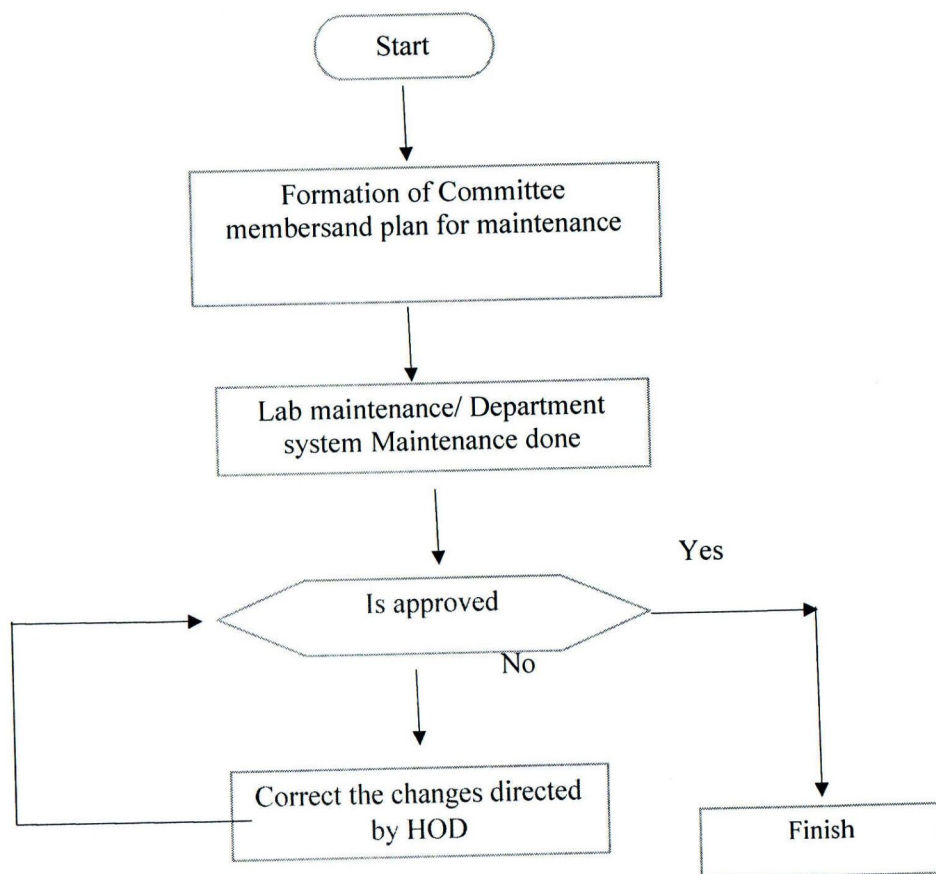 Start
Formation of Committee
membersand plan for maintenance
Lab maintenance/ Department
system Maintenance done
Yes
Is approved
No
Correct the changes directed
by HOD
Finish